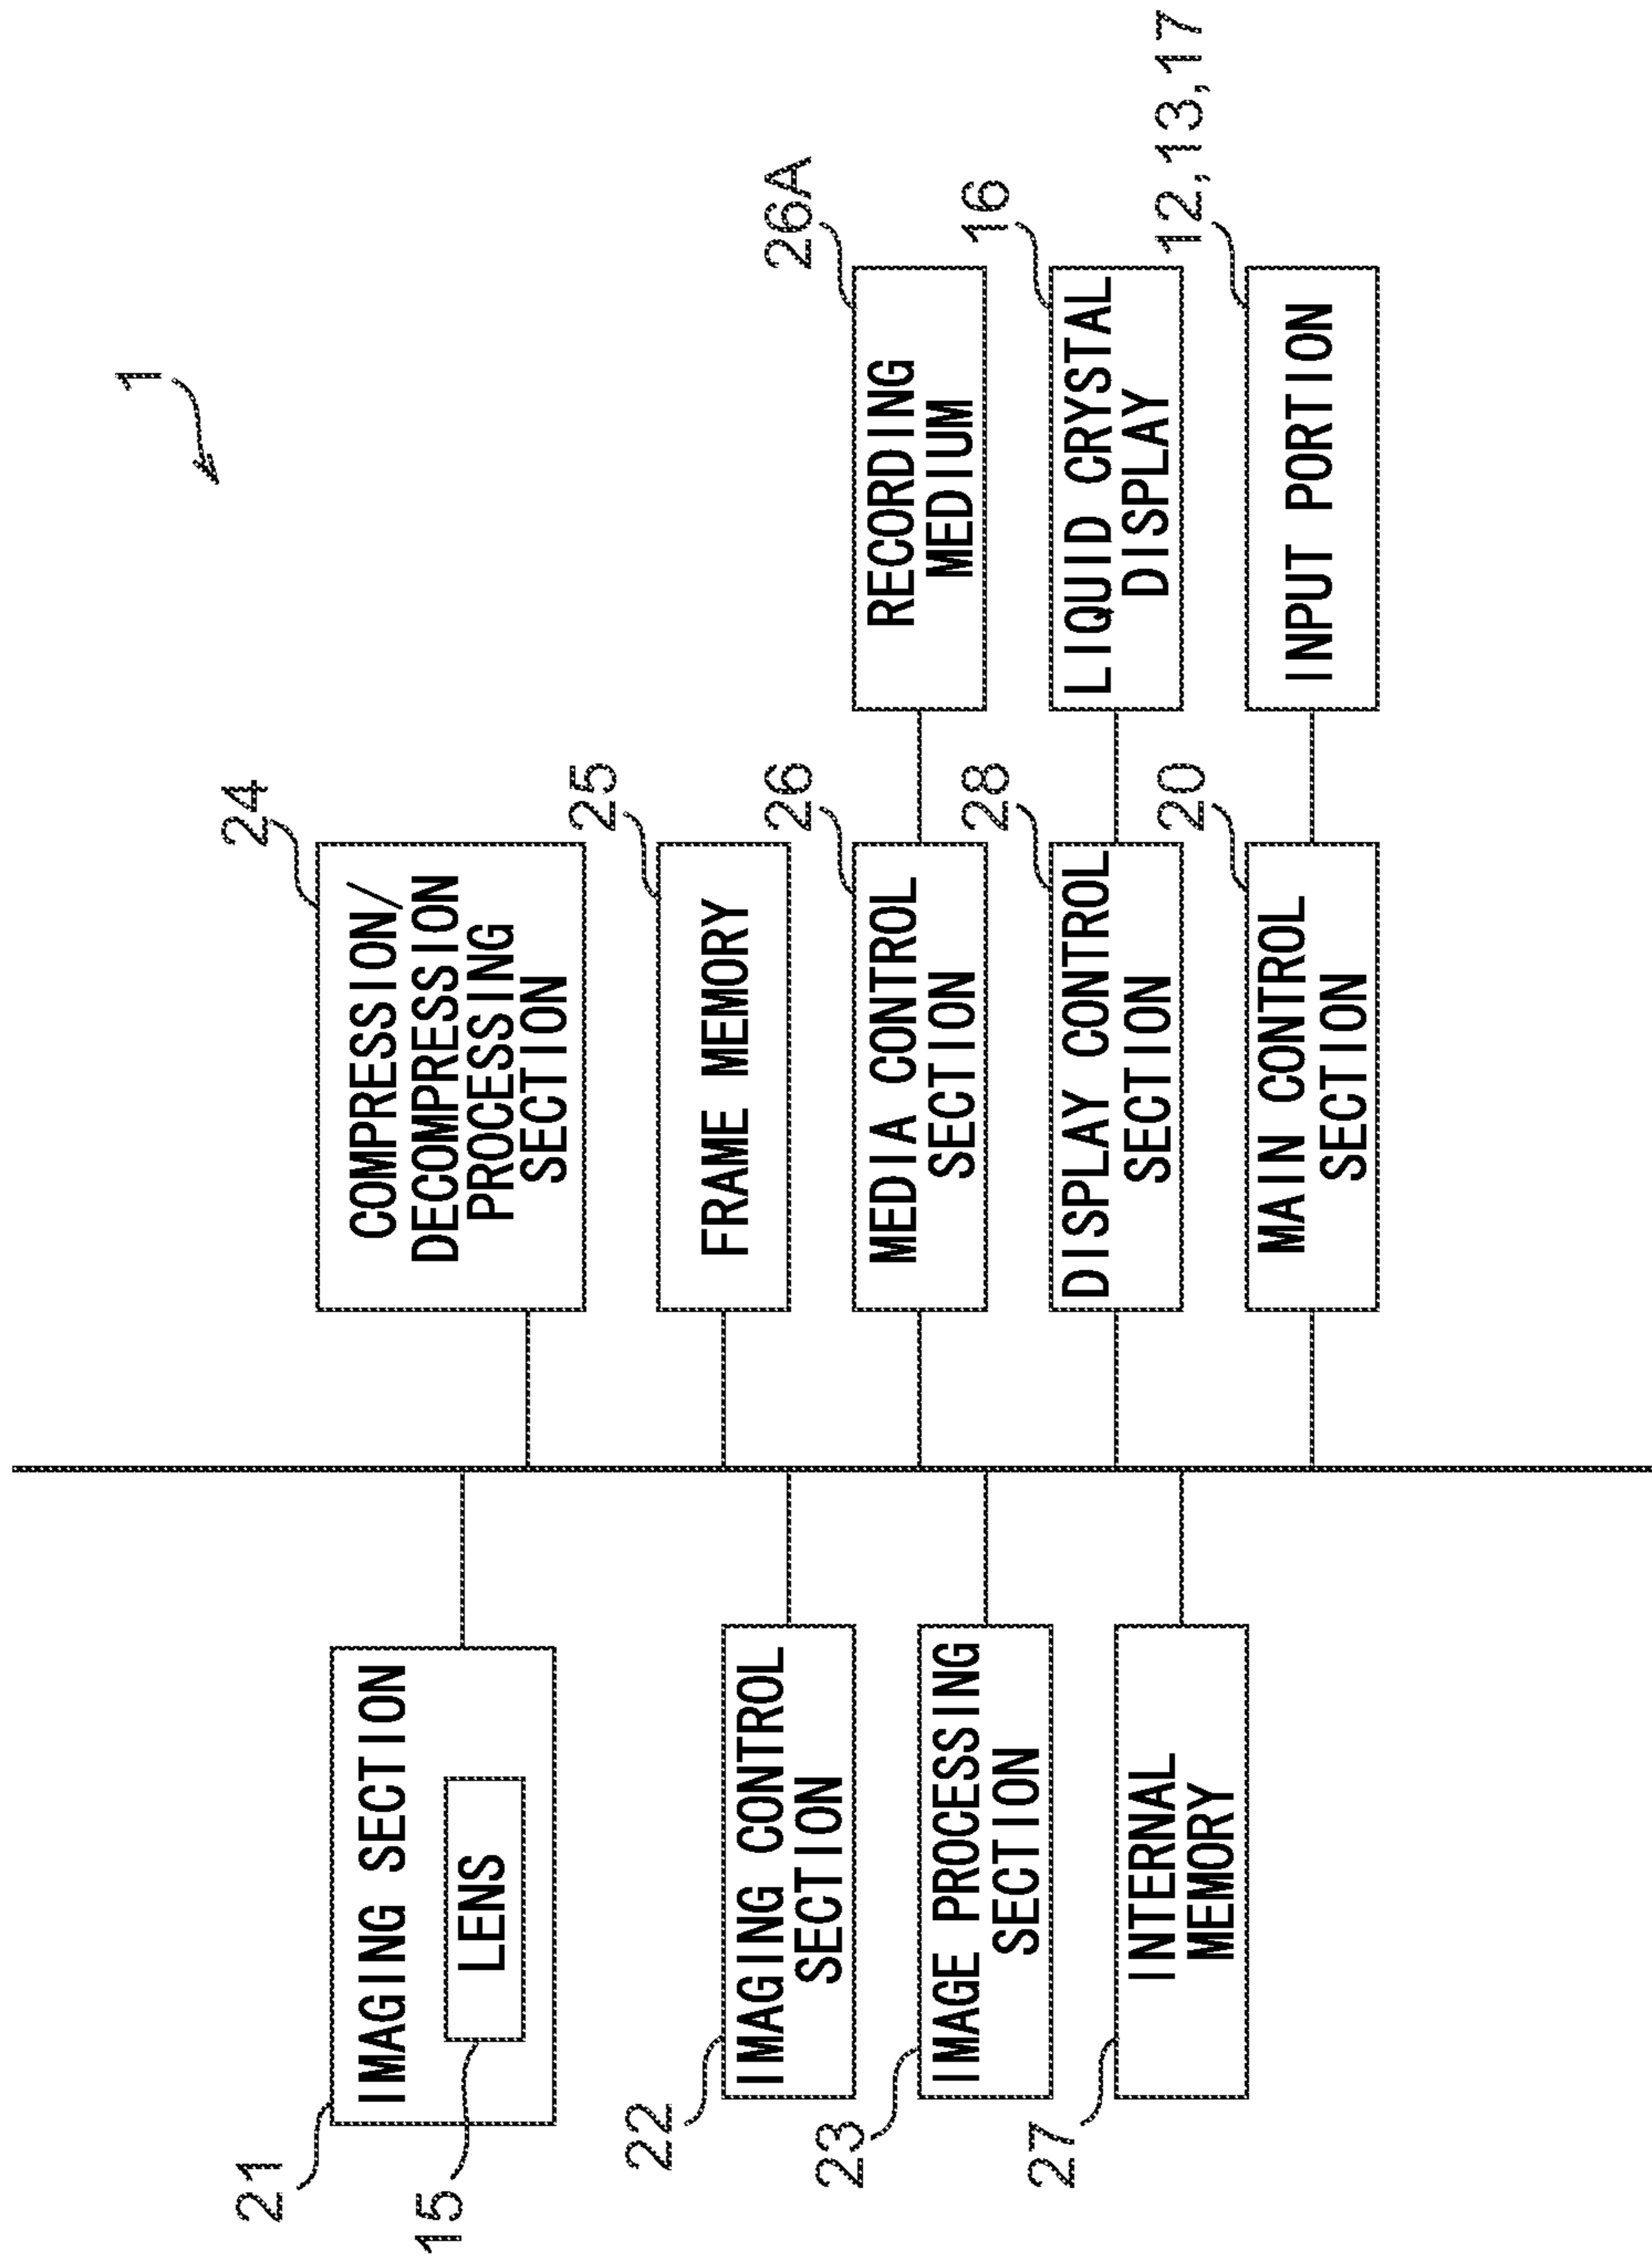 1
21
IMAGING SECTION
15
LENS
22
IMAGING CONTROL
SECTION
23
IMAGE PROCESSING
SECTION
27
INTERNAL
MEMORY
24
COMPRESSION/
DECOMPRESSION
PROCESSING
SECTION
25
FRAME MEMORY
26
MEDIA CONTROL
SECTION
26A
RECORDING
MEDIUM
28
DISPLAY CONTROL
SECTION
16
LIQUID CRYSTAL
DISPLAY
20
MAIN CONTROL
SECTION
12,13,17
INPUT PORTION